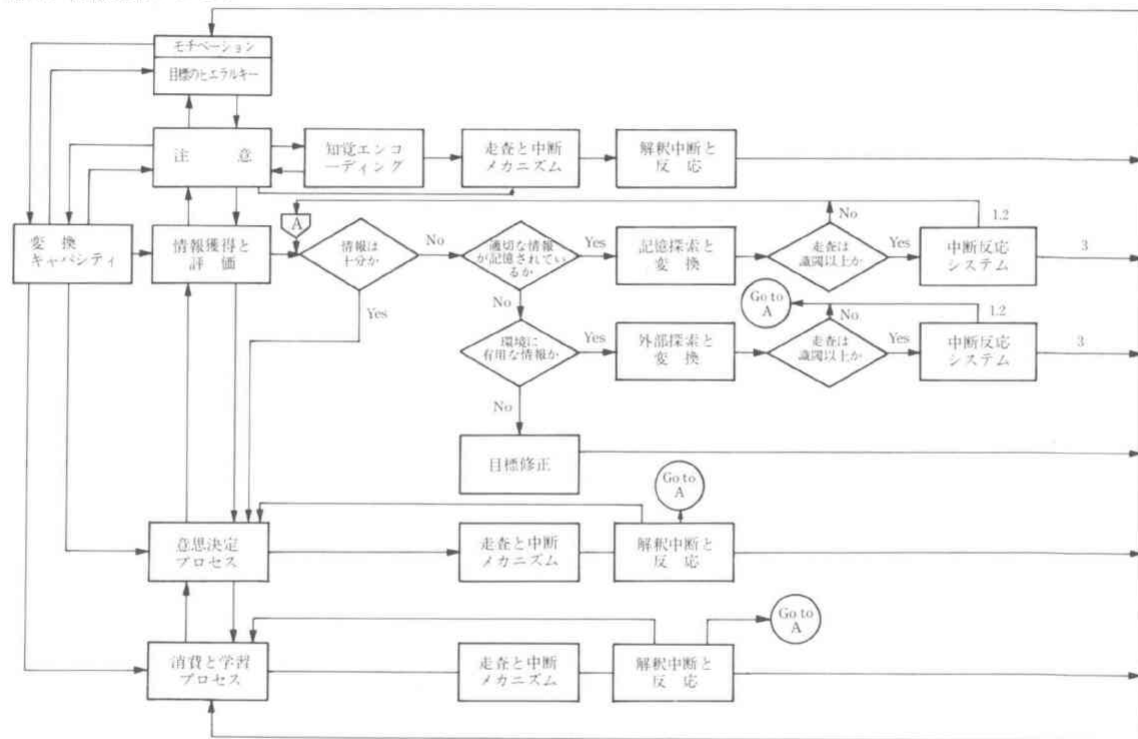 モチベーション
目標のヒエラルキー
注 意
知覚エンコ
ーディング
走査と中断
メカニズム
解釈中断と
反 応
変 換
キャパシティ
情報獲得と
評 価
A
情報は
十分か
No
Yes
適切な情報
が記憶されてい
るか
Yes
No
記憶探索と
変 換
走査は
識閾以上か
No
Yes
中断反応
システム
1.2
3
環境に
有用な情報か
Yes
No
外部探索と
変 換
Go to
A
走査は
識閾以上か
No
Yes
中断反応
システム
1.2
3
目標修正
Go to
A
意思決定
プロセス
走査と中断
メカニズム
解釈中断と
反 応
Go to
A
消費と学習
プロセス
走査と中断
メカニズム
解釈中断と
反 応